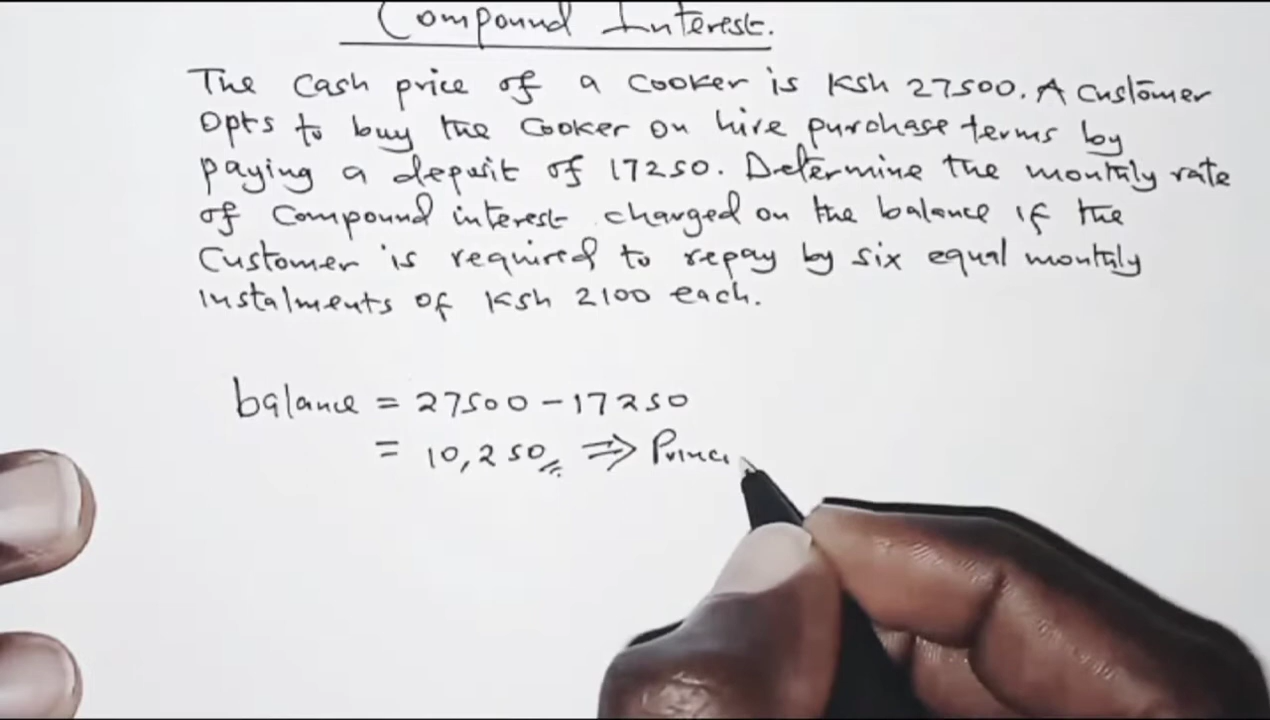 Compound Interest.
The cash price of a cooker is Ksh 27500. A customer
opts to buy the cooker on hire purchase terms by
paying a deposit of 17250. Determine the monthly rate
of compound interest charged on the balance if the
customer is required to repay by six equal monthly
instalments of Ksh 2100 each.
balance = 27500 - 17250
= 10,250 ⇒ Princi